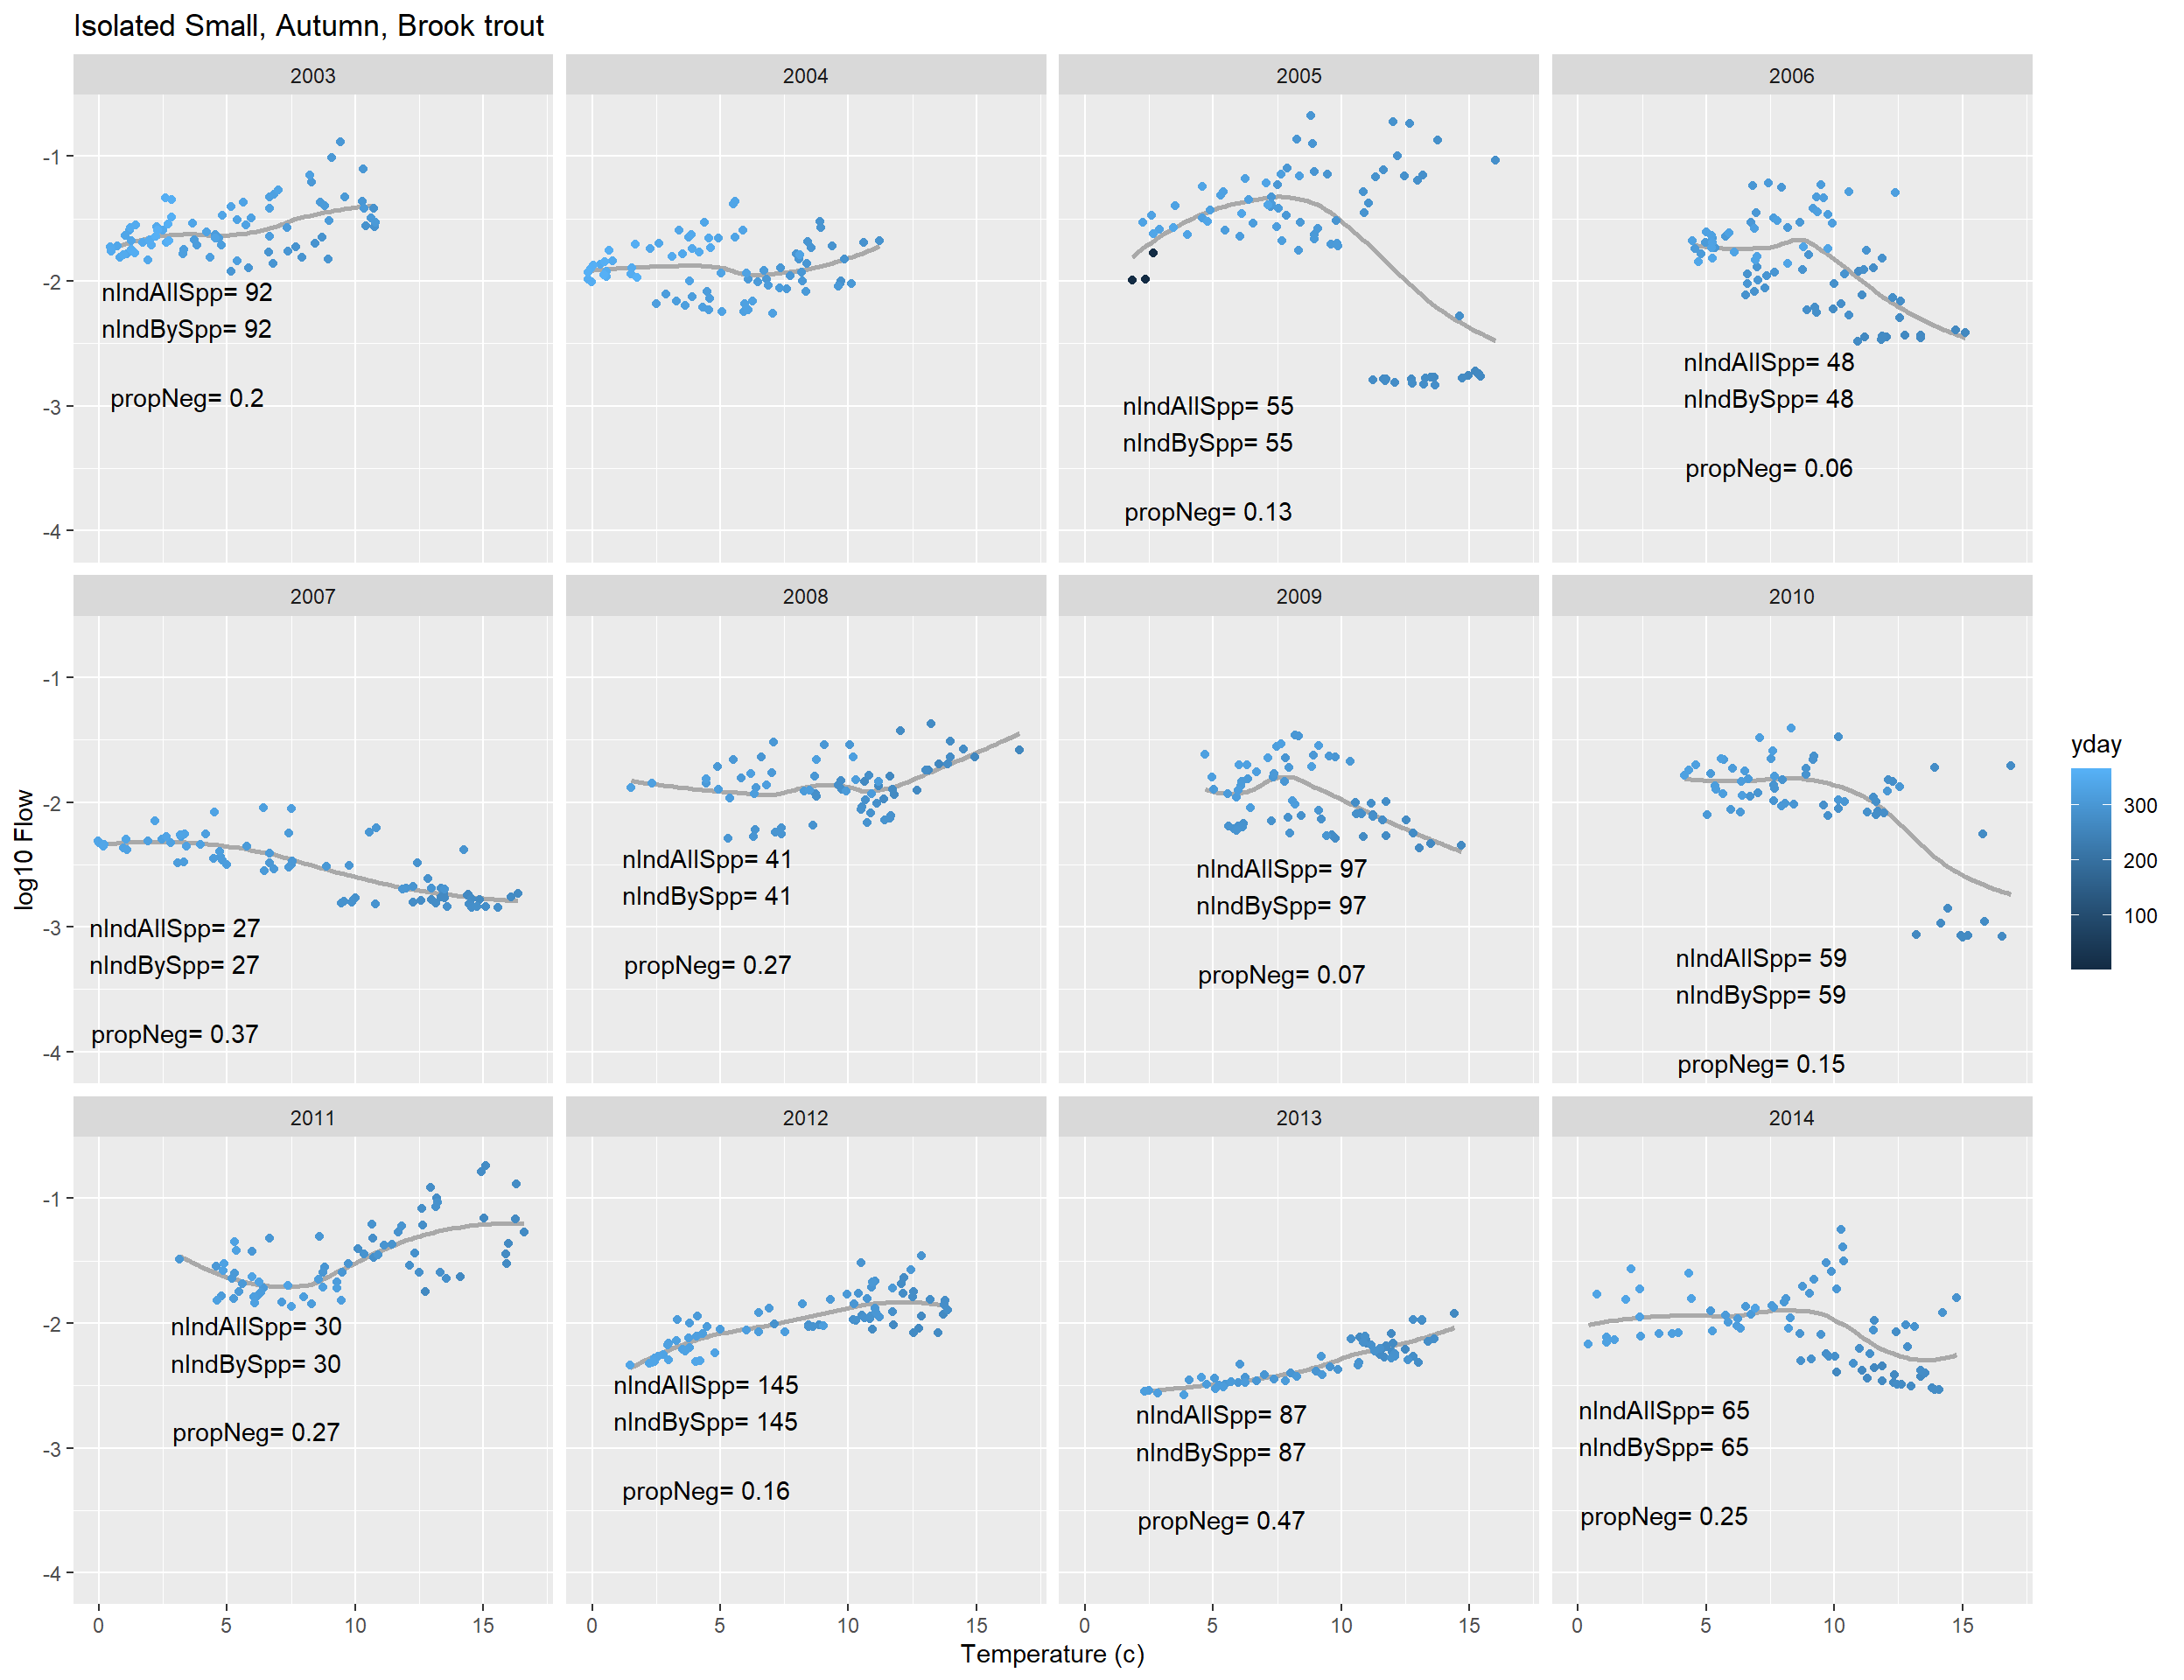 Isolated Small, Autumn, Brook trout
2003
2004
2005
2006
-1
-2
-3
-4
nIndAllSpp= 92
nIndBySpp= 92
propNeg= 0.2
nIndAllSpp= 55
nIndBySpp= 55
propNeg= 0.13
nIndAllSpp= 48
nIndBySpp= 48
propNeg= 0.06
2007
2008
2009
2010
-1
-2
-3
-4
nIndAllSpp= 27
nIndBySpp= 27
propNeg= 0.37
nIndAllSpp= 41
nIndBySpp= 41
propNeg= 0.27
nIndAllSpp= 97
nIndBySpp= 97
propNeg= 0.07
nIndAllSpp= 59
nIndBySpp= 59
propNeg= 0.15
log10 Flow
yday
300
200
100
2011
2012
2013
2014
-1
-2
-3
-4
nIndAllSpp= 30
nIndBySpp= 30
propNeg= 0.27
nIndAllSpp= 145
nIndBySpp= 145
propNeg= 0.16
nIndAllSpp= 87
nIndBySpp= 87
propNeg= 0.47
nIndAllSpp= 65
nIndBySpp= 65
propNeg= 0.25
0 5 10 15
0 5 10 15
0 5 10 15
0 5 10 15
Temperature (c)